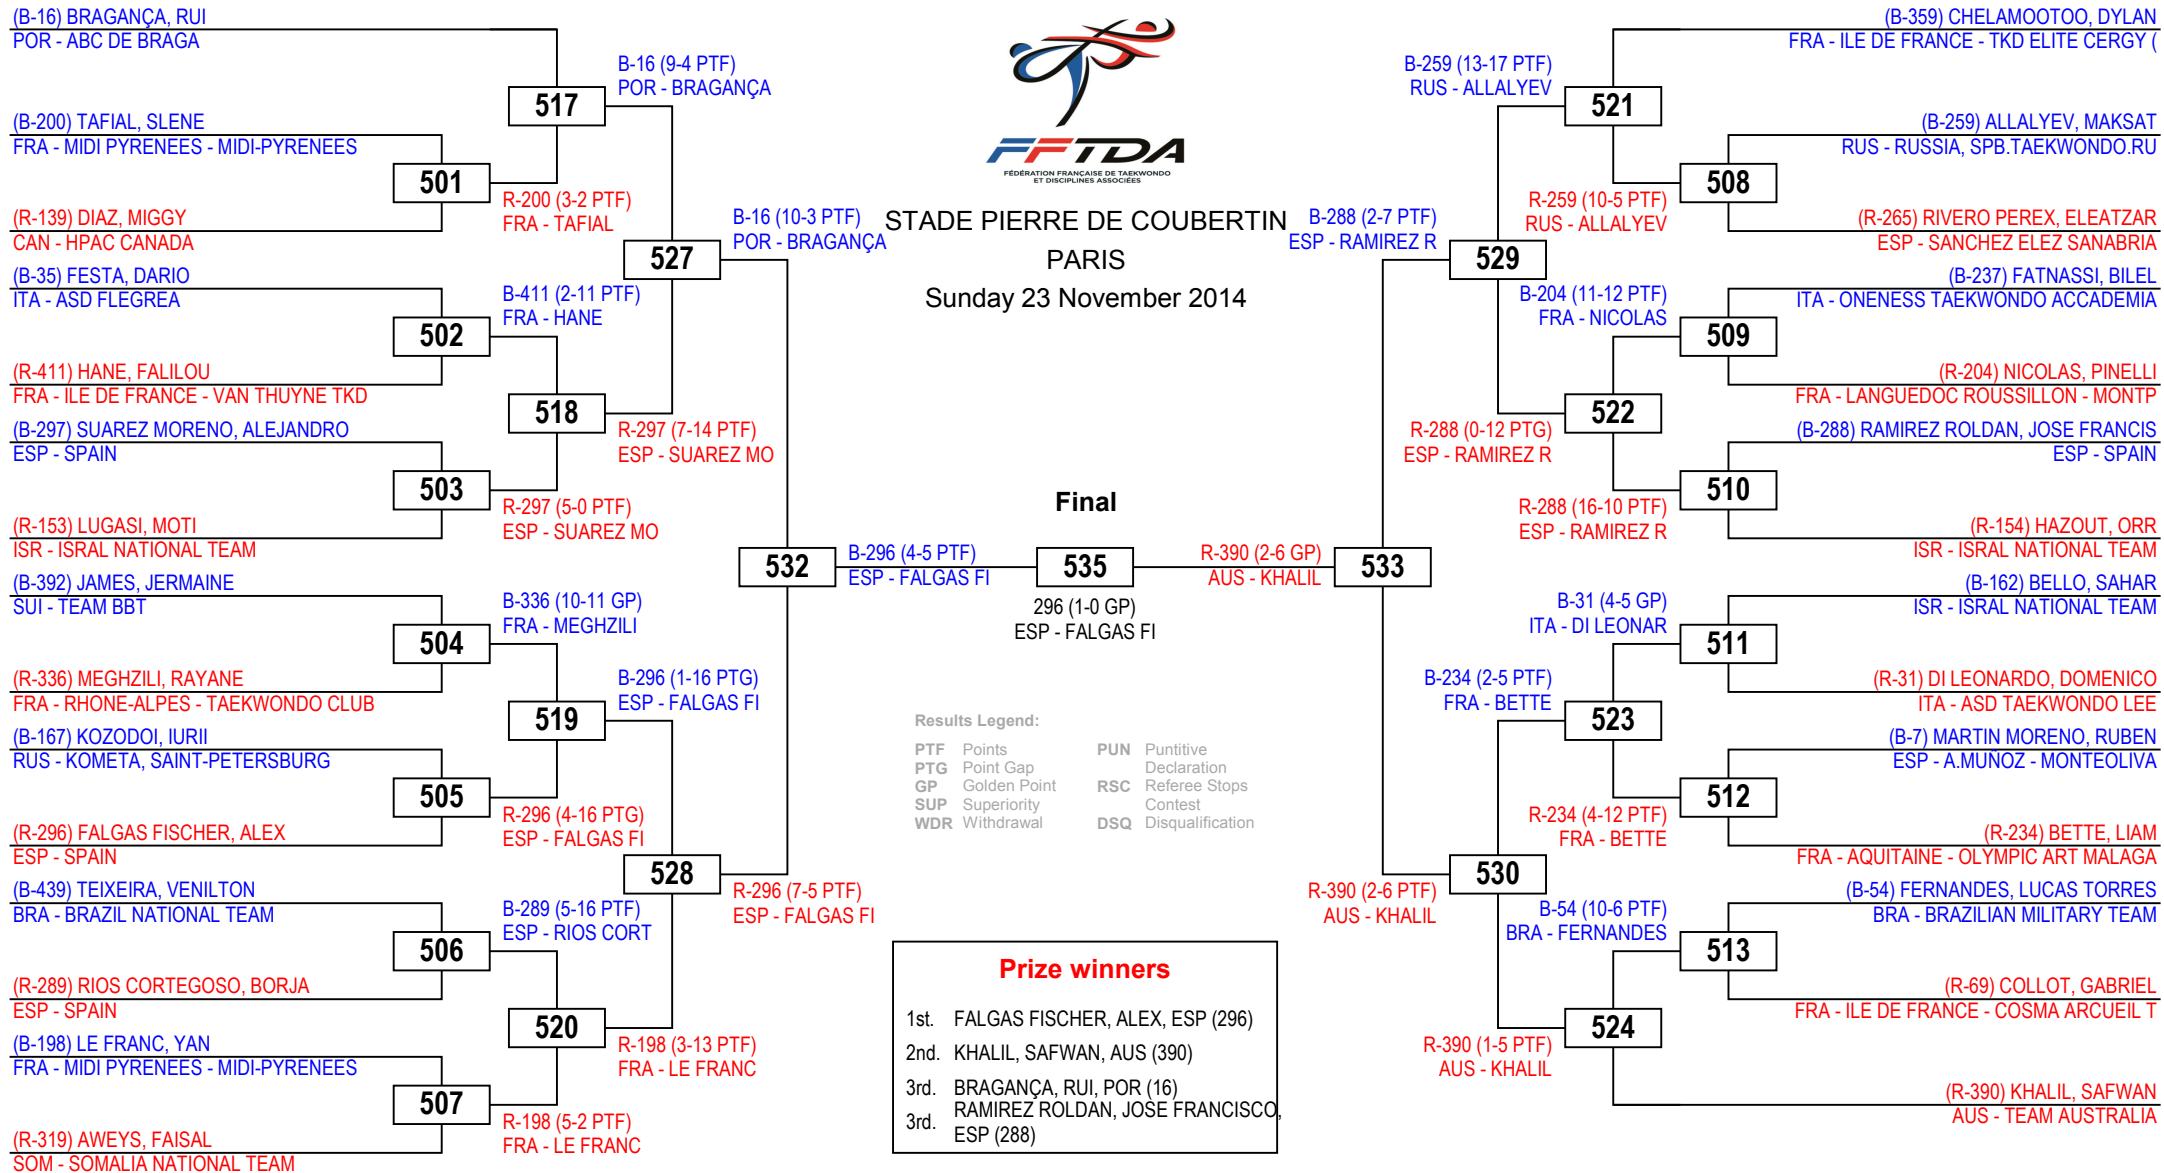 (B-16) BRAGANÇA, RUI
POR - ABC DE BRAGA
(B-200) TAFIAL, SLENE
FRA - MIDI PYRENEES - MIDI-PYRENEES
(R-139) DIAZ, MIGGY
CAN - HPAC CANADA
(B-35) FESTA, DARIO
ITA - ASD FLEGREA
(R-411) HANE, FALILOU
FRA - ILE DE FRANCE - VAN THUYNE TKD
(B-297) SUAREZ MORENO, ALEJANDRO
ESP - SPAIN
(R-153) LUGASI, MOTI
ISR - ISRAL NATIONAL TEAM
(B-392) JAMES, JERMAINE
SUI - TEAM BBT
(R-336) MEGHZILI, RAYANE
FRA - RHONE-ALPES - TAEKWONDO CLUB
(B-167) KOZODOI, IURII
RUS - KOMETA, SAINT-PETERSBURG
(R-296) FALGAS FISCHER, ALEX
ESP - SPAIN
(B-439) TEIXEIRA, VENILTON
BRA - BRAZIL NATIONAL TEAM
(R-289) RIOS CORTEGOSO, BORJA
ESP - SPAIN
(B-198) LE FRANC, YAN
FRA - MIDI PYRENEES - MIDI-PYRENEES
(R-319) AWEYS, FAISAL
SOM - SOMALIA NATIONAL TEAM
501
502
503
504
505
506
507
R-200 (3-2 PTF)
FRA - TAFIAL
B-411 (2-11 PTF)
FRA - HANE
R-297 (5-0 PTF)
ESP - SUAREZ MO
B-336 (10-11 GP)
FRA - MEGHZILI
R-296 (4-16 PTG)
ESP - FALGAS FI
B-289 (5-16 PTF)
ESP - RIOS CORT
R-198 (5-2 PTF)
FRA - LE FRANC
517
518
519
520
B-16 (9-4 PTF)
POR - BRAGANÇA
R-297 (7-14 PTF)
ESP - SUAREZ MO
B-296 (1-16 PTG)
ESP - FALGAS FI
R-198 (3-13 PTF)
FRA - LE FRANC
527
528
B-16 (10-3 PTF)
POR - BRAGANÇA
R-296 (7-5 PTF)
ESP - FALGAS FI
532
B-296 (4-5 PTF)
ESP - FALGAS FI
FFTDA
FÉDÉRATION FRANÇAISE DE TAEKWONDO
ET DISCIPLINES ASSOCIÉES
STADE PIERRE DE COUBERTIN
PARIS
Sunday 23 November 2014
Final
535
296 (1-0 GP)
ESP - FALGAS FI
Results Legend:
PTF Points
PTG Point Gap
GP Golden Point
SUP Superiority
WDR Withdrawal
PUN Puntitive
Declaration
RSC Referee Stops
Contest
DSQ Disqualification
Prize winners
1st. FALGAS FISCHER, ALEX, ESP (296)
2nd. KHALIL, SAFWAN, AUS (390)
3rd. BRAGANÇA, RUI, POR (16)
3rd. RAMIREZ ROLDAN, JOSE FRANCISCO,
ESP (288)
R-390 (2-6 GP)
AUS - KHALIL
533
B-288 (2-7 PTF)
ESP - RAMIREZ R
R-390 (2-6 PTF)
AUS - KHALIL
529
530
B-259 (13-17 PTF)
RUS - ALLALYEV
R-288 (0-12 PTG)
ESP - RAMIREZ R
B-234 (2-5 PTF)
FRA - BETTE
R-390 (1-5 PTF)
AUS - KHALIL
521
522
523
524
R-259 (10-5 PTF)
RUS - ALLALYEV
B-204 (11-12 PTF)
FRA - NICOLAS
R-288 (16-10 PTF)
ESP - RAMIREZ R
B-31 (4-5 GP)
ITA - DI LEONAR
R-234 (4-12 PTF)
FRA - BETTE
B-54 (10-6 PTF)
BRA - FERNANDES
508
509
510
511
512
513
(B-359) CHELAMOOTOO, DYLAN
FRA - ILE DE FRANCE - TKD ELITE CERGY (
(B-259) ALLALYEV, MAKSAT
RUS - RUSSIA, SPB.TAEKWONDO.RU
(R-265) RIVERO PEREX, ELEATZAR
ESP - SANCHEZ ELEZ SANABRIA
(B-237) FATNASSI, BILEL
ITA - ONENESS TAEKWONDO ACCADEMIA
(R-204) NICOLAS, PINELLI
FRA - LANGUEDOC ROUSSILLON - MONTP
(B-288) RAMIREZ ROLDAN, JOSE FRANCIS
ESP - SPAIN
(R-154) HAZOUT, ORR
ISR - ISRAL NATIONAL TEAM
(B-162) BELLO, SAHAR
ISR - ISRAL NATIONAL TEAM
(R-31) DI LEONARDO, DOMENICO
ITA - ASD TAEKWONDO LEE
(B-7) MARTIN MORENO, RUBEN
ESP - A.MUÑOZ - MONTEOLIVA
(R-234) BETTE, LIAM
FRA - AQUITAINE - OLYMPIC ART MALAGA
(B-54) FERNANDES, LUCAS TORRES
BRA - BRAZILIAN MILITARY TEAM
(R-69) COLLOT, GABRIEL
FRA - ILE DE FRANCE - COSMA ARCUEIL T
(R-390) KHALIL, SAFWAN
AUS - TEAM AUSTRALIA